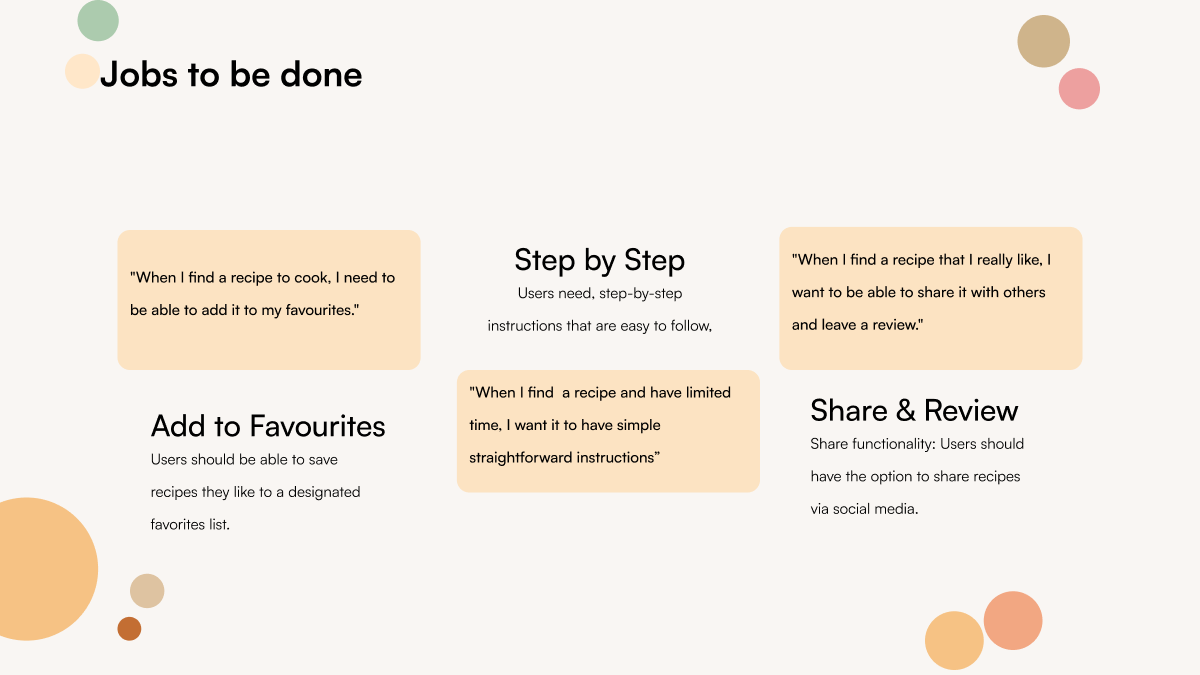 Jobs to be done
"When I find a recipe to cook, I need to
be able to add it to my favourites."
Add to Favourites
Users should be able to save
recipes they like to a designated
favorites list.
Step by Step
Users need, step-by-step
instructions that are easy to follow,
"When I find  a recipe and have limited
time, I want it to have simple
straightforward instructions”
"When I find a recipe that I really like, I
want to be able to share it with others
and leave a review."
Share & Review
Share functionality: Users should
have the option to share recipes
via social media.